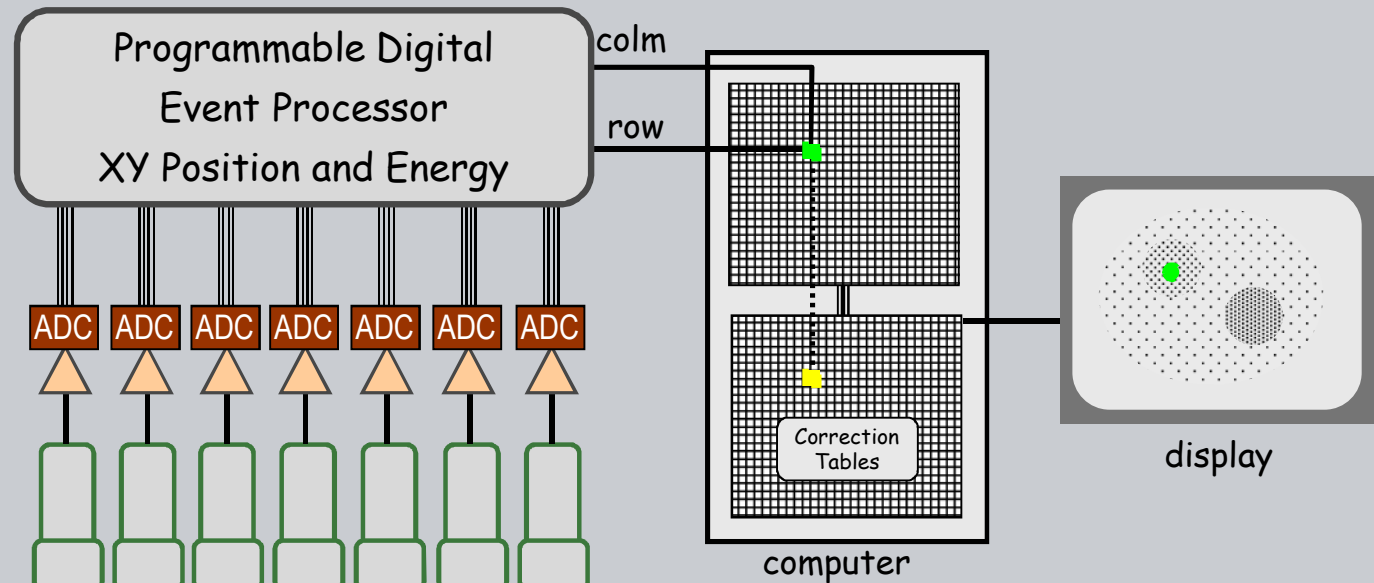 Programmable Digital
Event Processor
XY Position and Energy
colm
row
ADC ADC ADC ADC ADC ADC ADC
Correction
Tables
computer
display